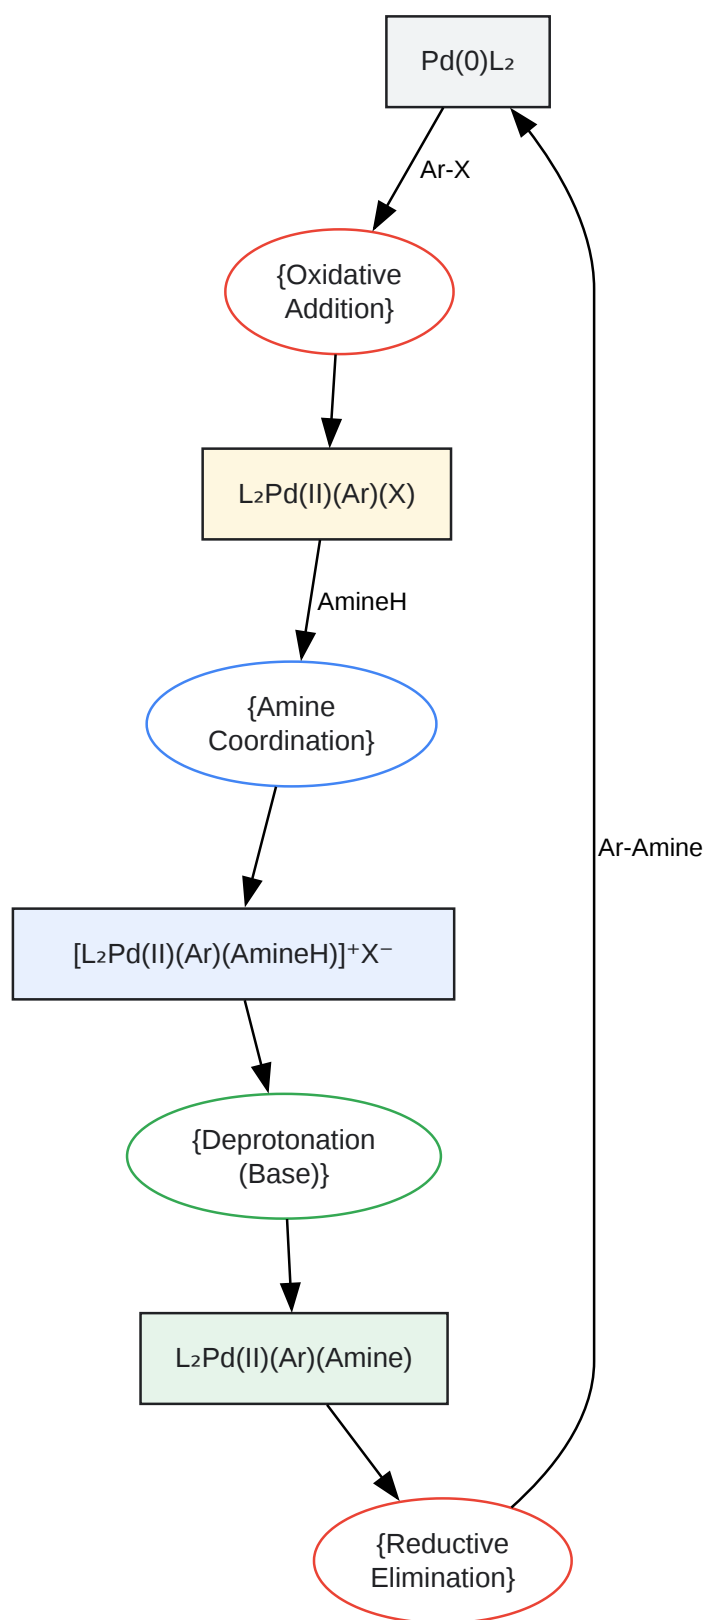 Pd(0)L₂
Ar-X
{Oxidative
Addition}
L₂Pd(II)(Ar)(X)
AmineH
{Amine
Coordination}
Ar-Amine
[L₂Pd(II)(Ar)(AmineH)]⁺X⁻
{Deprotonation
(Base)}
L₂Pd(II)(Ar)(Amine)
{Reductive
Elimination}